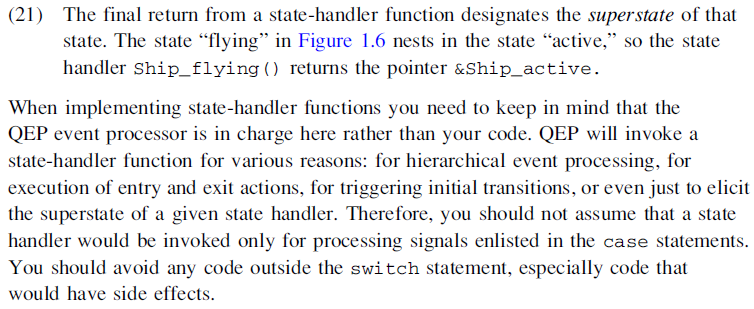 (21) The final return from a state-handler function designates the superstate of that
state. The state “flying” in Figure 1.6 nests in the state “active,” so the state
handler Ship_flying() returns the pointer &Ship_active.
When implementing state-handler functions you need to keep in mind that the
QEP event processor is in charge here rather than your code. QEP will invoke a
state-handler function for various reasons: for hierarchical event processing, for
execution of entry and exit actions, for triggering initial transitions, or even just to elicit
the superstate of a given state handler. Therefore, you should not assume that a state
handler would be invoked only for processing signals enlisted in the case statements.
You should avoid any code outside the switch statement, especially code that
would have side effects.